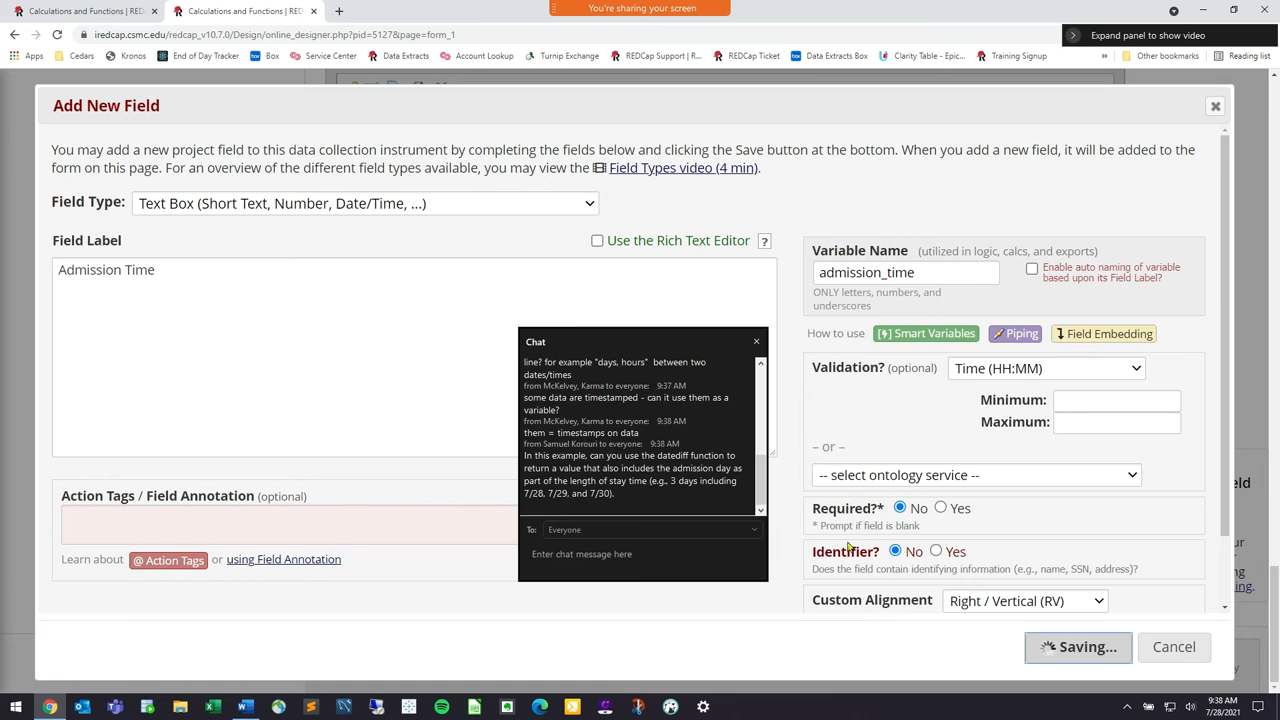 Calculations and Functions | RED
Calculations and Functions | RED
You're sharing your screen
iredcap.csmc.edu/redcap_v10.7.0/Design/online_designer.php?pid=5127&page=form_1
Expand panel to show video
Apps
Cedars
Kronos
End of Day Tracker
Box
Service Center
Data Extracts
Account Lookup
Turnip Exchange
REDCap Support | R...
REDCap Ticket
Data Extracts Box
Clarity Table - Epic...
Training Signup
Other bookmarks
Reading list
Add New Field
You may add a new project field to this data collection instrument by completing the fields below and clicking the Save button at the bottom. When you add a new field, it will be added to the
form on this page. For an overview of the different field types available, you may view the Field Types video (4 min).
Field Type:
Text Box (Short Text, Number, Date/Time, ...)
Field Label
Use the Rich Text Editor
?
Admission Time
Variable Name (utilized in logic, calcs, and exports)
admission_time
Enable auto naming of variable
based upon its Field Label?
ONLY letters, numbers, and
underscores
How to use
Smart Variables
Piping
Field Embedding
Validation? (optional)
Time (HH:MM)
Minimum:
Maximum:
– or –
-- select ontology service --
Required?*
No
Yes
* Prompt if field is blank
Identifier?
No
Yes
Does the field contain identifying information (e.g., name, SSN, address)?
Custom Alignment
Right / Vertical (RV)
Action Tags / Field Annotation (optional)
Learn about @ Action Tags or using Field Annotation
Chat
line? for example "days, hours" between two
dates/times
from McKelvey, Karma to everyone: 9:37 AM
some data are timestamped - can it use them as a
variable?
from McKelvey, Karma to everyone: 9:38 AM
them = timestamps on data
from Samuel Korouri to everyone: 9:38 AM
In this example, can you use the datediff function to
return a value that also includes the admission day as
part of the length of stay time (e.g., 3 days including
7/28, 7/29, and 7/30).
To:
Everyone
Enter chat message here
Saving...
Cancel
9:38 AM
7/28/2021